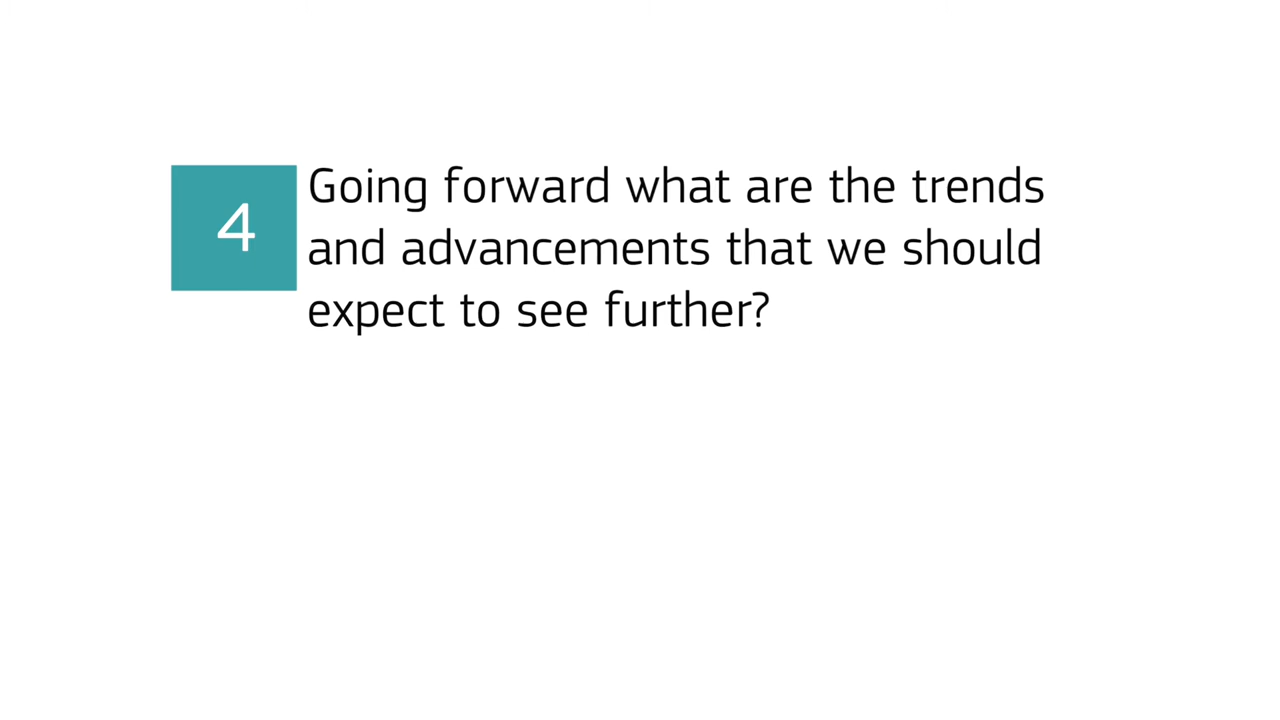 4
Going forward what are the trends
and advancements that we should
expect to see further?